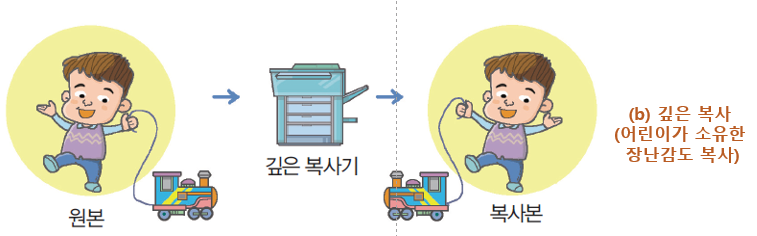 깊은 복사기
원본
복사본
(b) 깊은 복사
(어린이가 소유한
장난감도 복사)